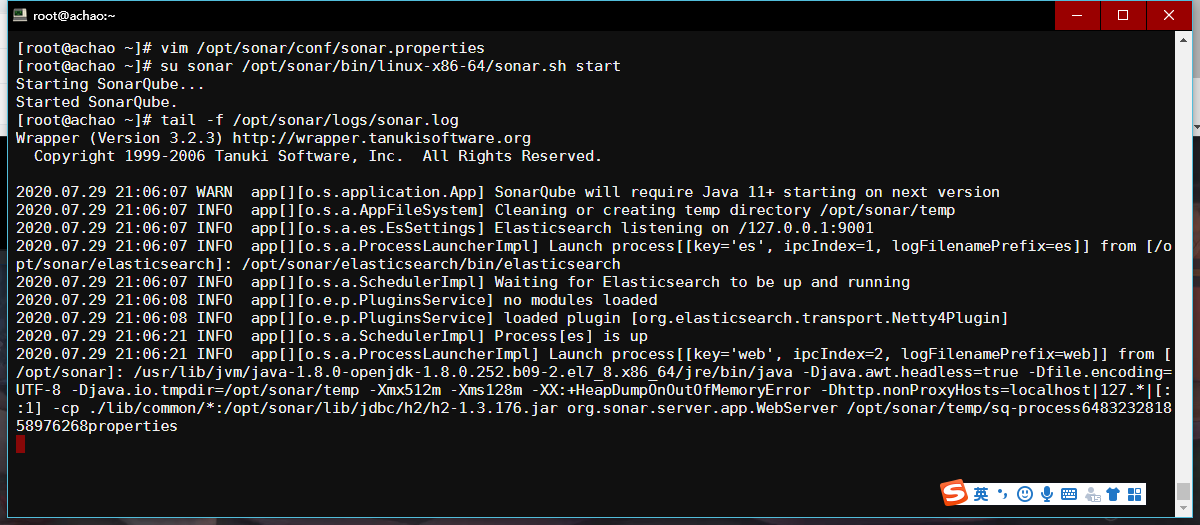 root@achao:~
[root@achao ~]# vim /opt/sonar/conf/sonar.properties
[root@achao ~]# su sonar /opt/sonar/bin/linux-x86-64/sonar.sh start
Starting SonarQube...
Started SonarQube.
[root@achao ~]# tail -f /opt/sonar/logs/sonar.log
Wrapper (Version 3.2.3) http://wrapper.tanukisoftware.org
  Copyright 1999-2006 Tanuki Software, Inc.  All Rights Reserved.
2020.07.29 21:06:07 WARN  app[][o.s.application.App] SonarQube will require Java 11+ starting on next version
2020.07.29 21:06:07 INFO  app[][o.s.a.AppFileSystem] Cleaning or creating temp directory /opt/sonar/temp
2020.07.29 21:06:07 INFO  app[][o.s.a.es.EsSettings] Elasticsearch listening on /127.0.0.1:9001
2020.07.29 21:06:07 INFO  app[][o.s.a.ProcessLauncherImpl] Launch process[[key='es', ipcIndex=1, logFilenamePrefix=es]] from [/o
pt/sonar/elasticsearch]: /opt/sonar/elasticsearch/bin/elasticsearch
2020.07.29 21:06:07 INFO  app[][o.s.a.SchedulerImpl] Waiting for Elasticsearch to be up and running
2020.07.29 21:06:08 INFO  app[][o.e.p.PluginsService] no modules loaded
2020.07.29 21:06:08 INFO  app[][o.e.p.PluginsService] loaded plugin [org.elasticsearch.transport.Netty4Plugin]
2020.07.29 21:06:21 INFO  app[][o.s.a.SchedulerImpl] Process[es] is up
2020.07.29 21:06:21 INFO  app[][o.s.a.ProcessLauncherImpl] Launch process[[key='web', ipcIndex=2, logFilenamePrefix=web]] from [
/opt/sonar]: /usr/lib/jvm/java-1.8.0-openjdk-1.8.0.252.b09-2.el7_8.x86_64/jre/bin/java -Djava.awt.headless=true -Dfile.encoding=
UTF-8 -Djava.io.tmpdir=/opt/sonar/temp -Xmx512m -Xms128m -XX:+HeapDumpOnOutOfMemoryError -Dhttp.nonProxyHosts=localhost|127.*|[:
:1] -cp ./lib/common/*:/opt/sonar/lib/jdbc/h2/h2-1.3.176.jar org.sonar.server.app.WebServer /opt/sonar/temp/sq-process6483232818
58976268properties
S 英 15